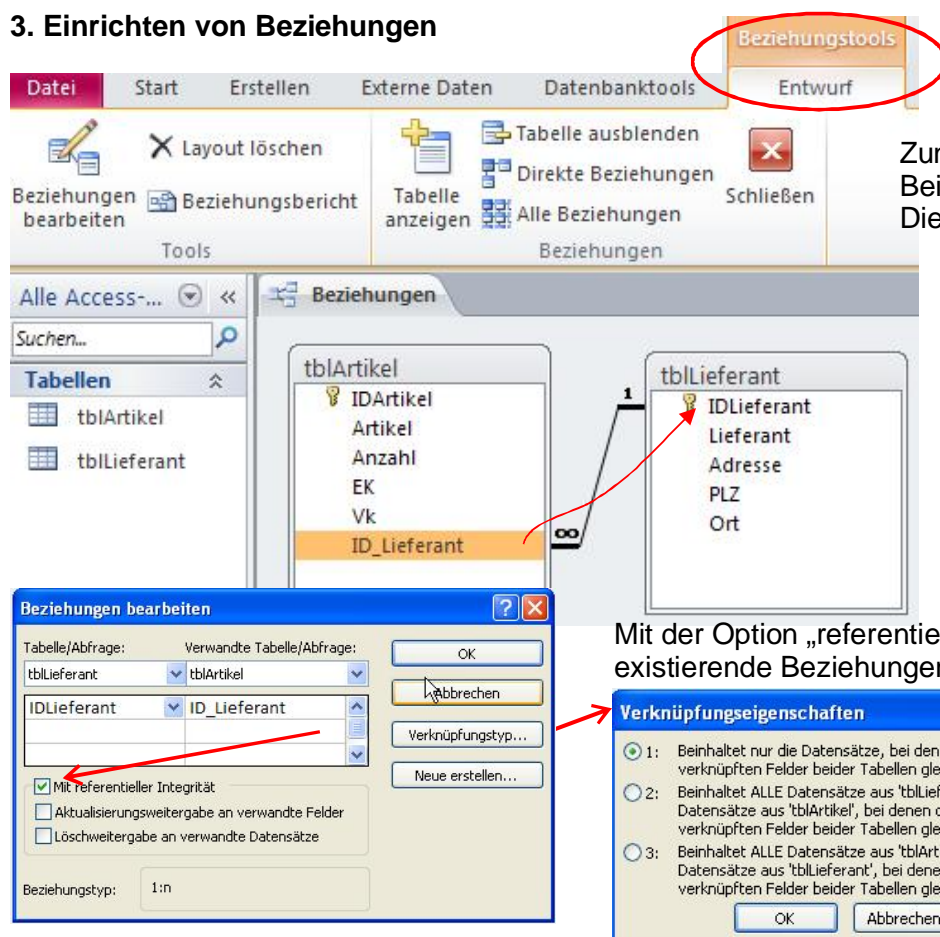 3. Einrichten von Beziehungen
Beziehungstools
Datei Start Erstellen Externe Daten Datenbanktools Entwurf
Beziehungen bearbeiten
Layout löschen
Beziehungsbericht
Tools
Tabelle anzeigen
Tabelle ausblenden
Direkte Beziehungen
Alle Beziehungen
Schließen
Beziehungen
Zur
Bei
Die
Alle Access-...
Suchen...
Tabellen
tblArtikel
tblLieferant
Beziehungen
tblArtikel
IDArtikel
Artikel
Anzahl
EK
Vk
ID_Lieferant
∞
1
tblLieferant
IDLieferant
Lieferant
Adresse
PLZ
Ort
Beziehungen bearbeiten
Tabelle/Abfrage: Verwandte Tabelle/Abfrage:
tblLieferant tblArtikel
IDLieferant ID_Lieferant
Mit referentieller Integrität
Aktualisierungsweitergabe an verwandte Felder
Löschweitergabe an verwandte Datensätze
Beziehungstyp: 1:n
OK
Abbrechen
Verknüpfungstyp...
Neue erstellen...
Mit der Option „referentie
existierende Beziehunge
Verknüpfungseigenschaften
1: Beinhaltet nur die Datensätze, bei den
verknüpften Felder beider Tabellen gle
2: Beinhaltet ALLE Datensätze aus 'tblLief
Datensätze aus 'tblArtikel', bei denen
verknüpften Felder beider Tabellen gle
3: Beinhaltet ALLE Datensätze aus 'tblArt
Datensätze aus 'tblLieferant', bei dene
verknüpften Felder beider Tabellen gle
OK Abbrechen